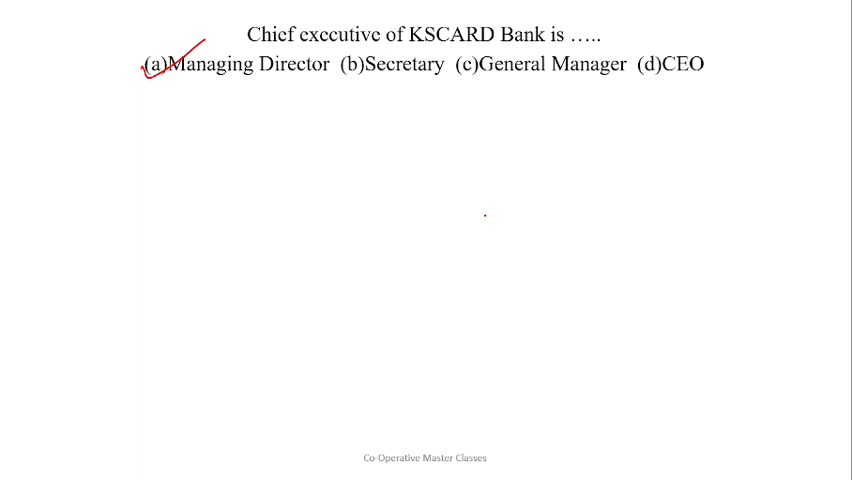 Chief executive of KSCARD Bank is …..
(a)Managing Director (b)Secretary (c)General Manager (d)CEO
Co-Operative Master Classes